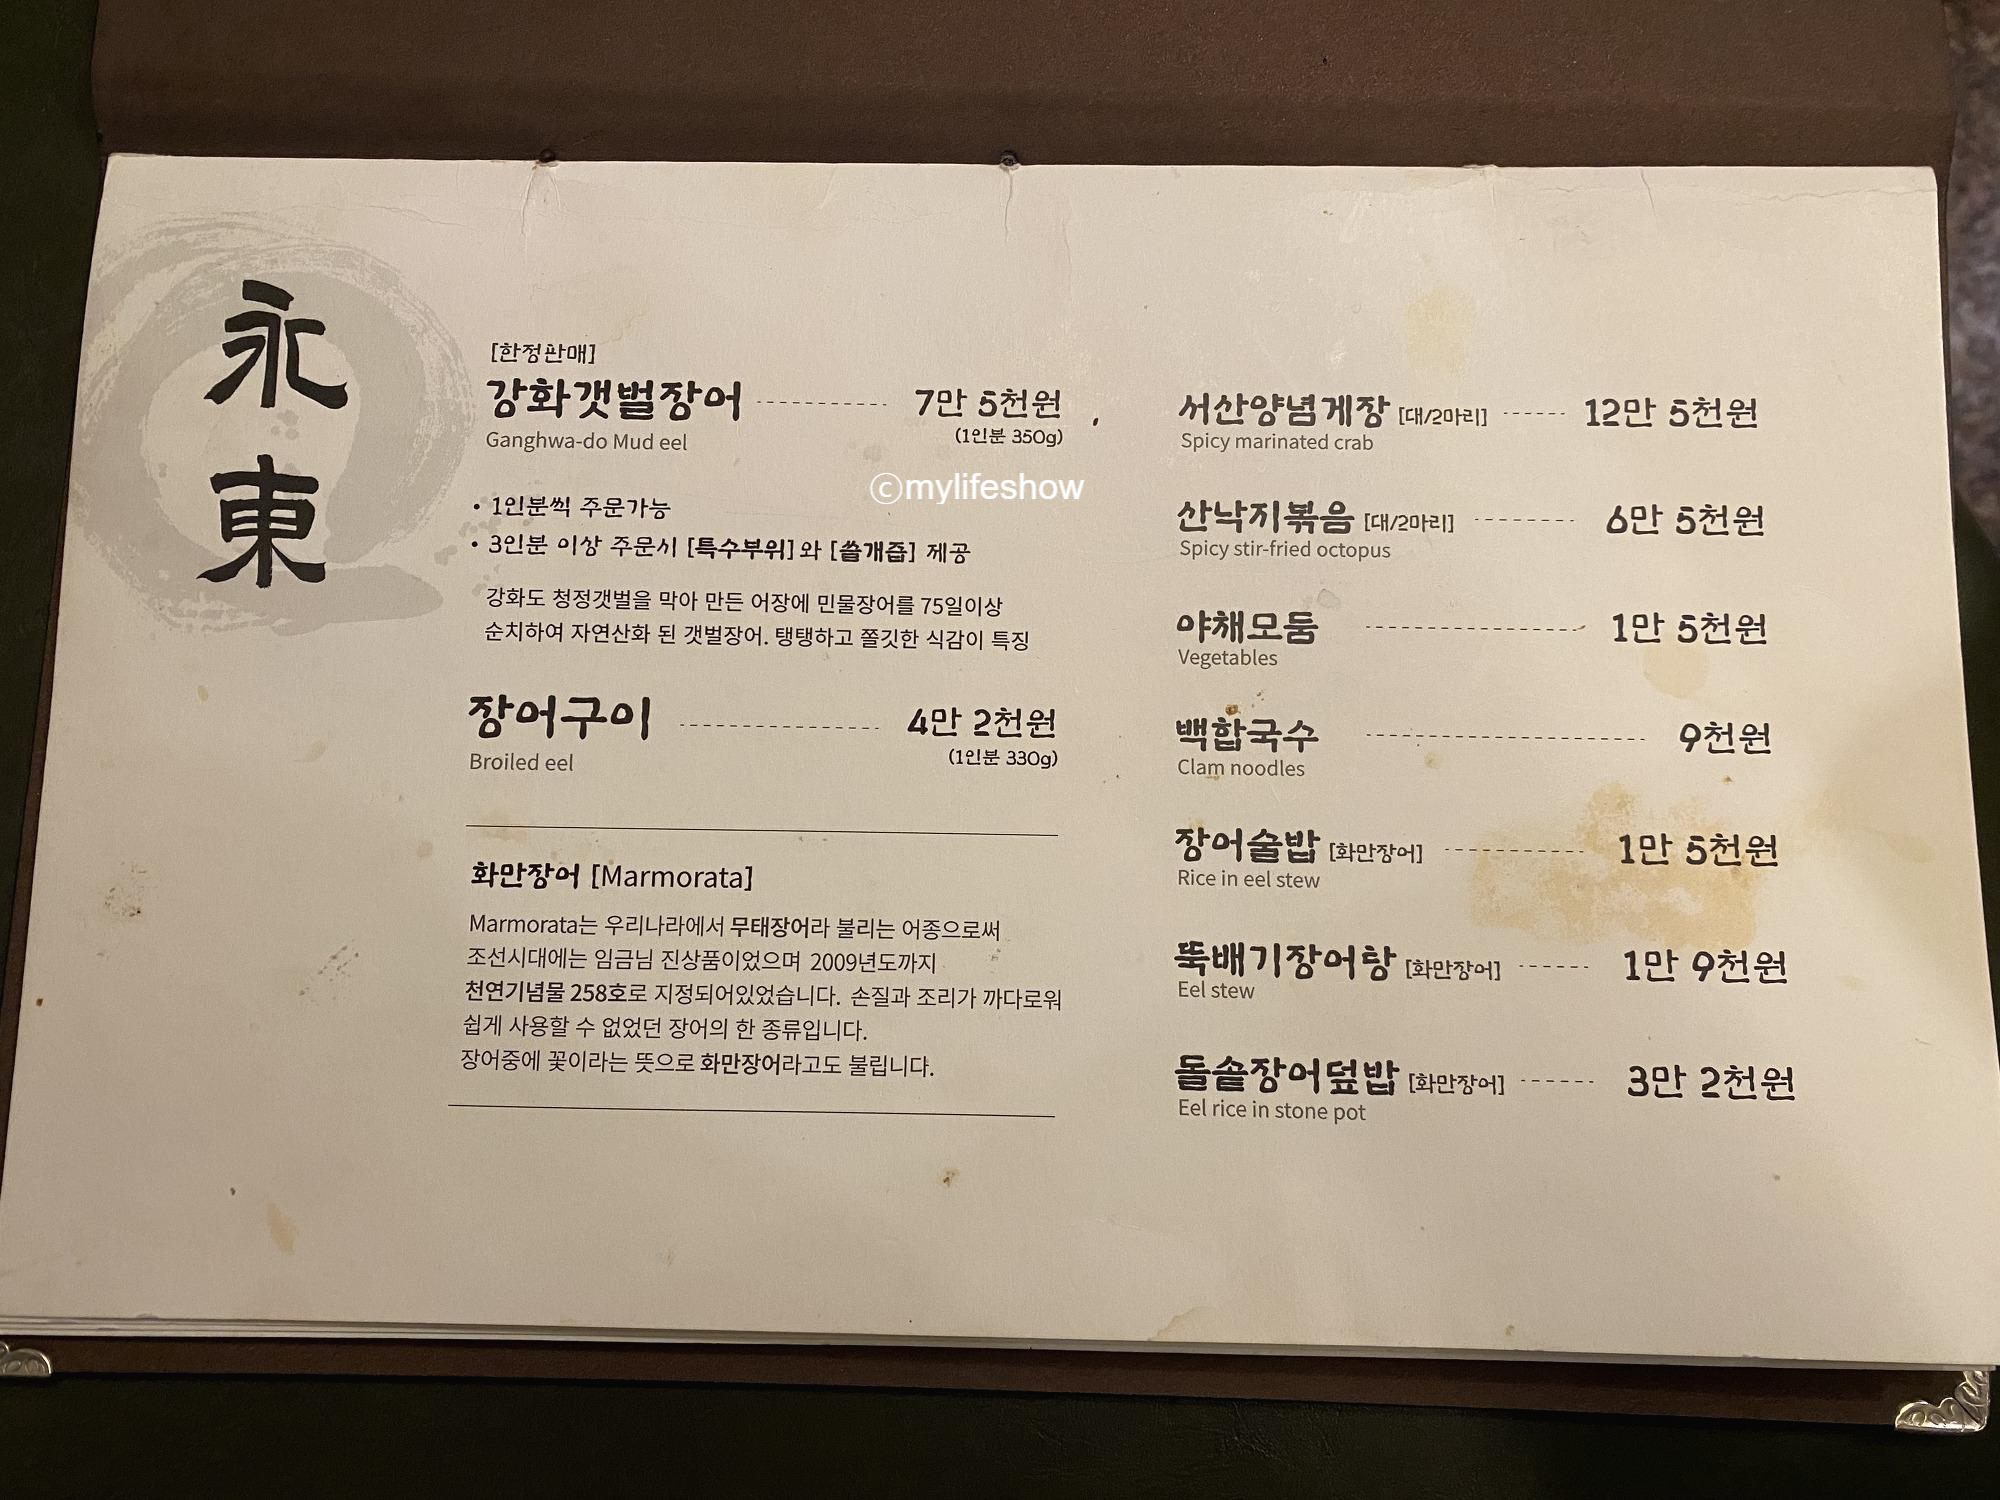 永
東
[한정판매]
강화갯벌장어 7만 5천원
Ganghwa-do Mud eel (1인분 350g)
• 1인분씩 주문가능
• 3인분 이상 주문시 [특수부위]와 [쓸개즙] 제공
강화도 청정갯벌을 막아 만든 어장에 민물장어를 75일이상
순치하여 자연산화 된 갯벌장어. 탱탱하고 쫄깃한 식감이 특징
장어구이 4만 2천원
Broiled eel (1인분 330g)
화만장어 [Marmorata]
Marmorata는 우리나라에서 무태장어라 불리는 어종으로써
조선시대에는 임금님 진상품이었으며 2009년도까지
천연기념물 258호로 지정되어있었습니다. 손질과 조리가 까다로워
쉽게 사용할 수 없었던 장어의 한 종류입니다.
장어중에 꽃이라는 뜻으로 화만장어라고도 불립니다.
서산양념게장 [대/2마리] 12만 5천원
Spicy marinated crab
산낙지볶음 [대/2마리] 6만 5천원
Spicy stir-fried octopus
야채모둠 1만 5천원
Vegetables
백합국수 9천원
Clam noodles
장어술밥 [화만장어] 1만 5천원
Rice in eel stew
뚝배기장어탕 [화만장어] 1만 9천원
Eel stew
돌솥장어덮밥 [화만장어] 3만 2천원
Eel rice in stone pot
©mylifeshow